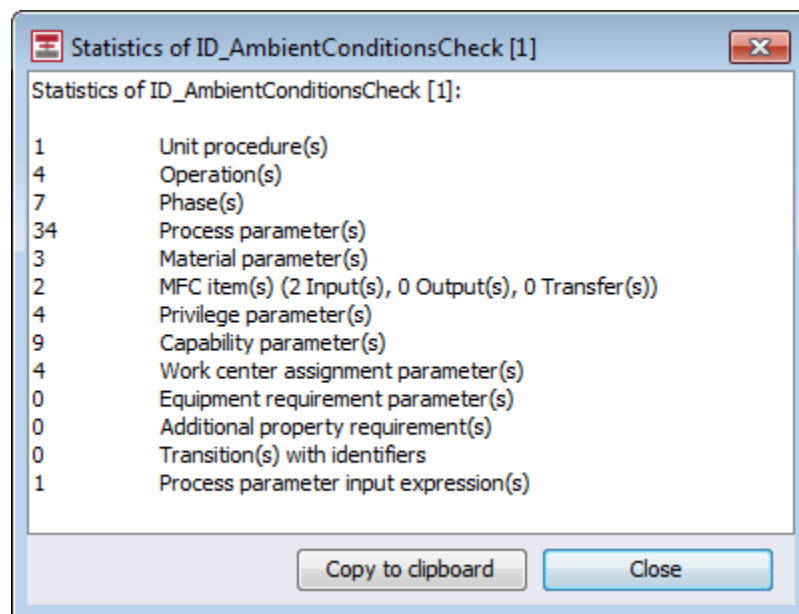 Statistics of ID_AmbientConditionsCheck [1]
Statistics of ID_AmbientConditionsCheck [1]:
1 Unit procedure(s)
4 Operation(s)
7 Phase(s)
34 Process parameter(s)
3 Material parameter(s)
2 MFC item(s) (2 Input(s), 0 Output(s), 0 Transfer(s))
4 Privilege parameter(s)
9 Capability parameter(s)
4 Work center assignment parameter(s)
0 Equipment requirement parameter(s)
0 Additional property requirement(s)
0 Transition(s) with identifiers
1 Process parameter input expression(s)
Copy to clipboard Close